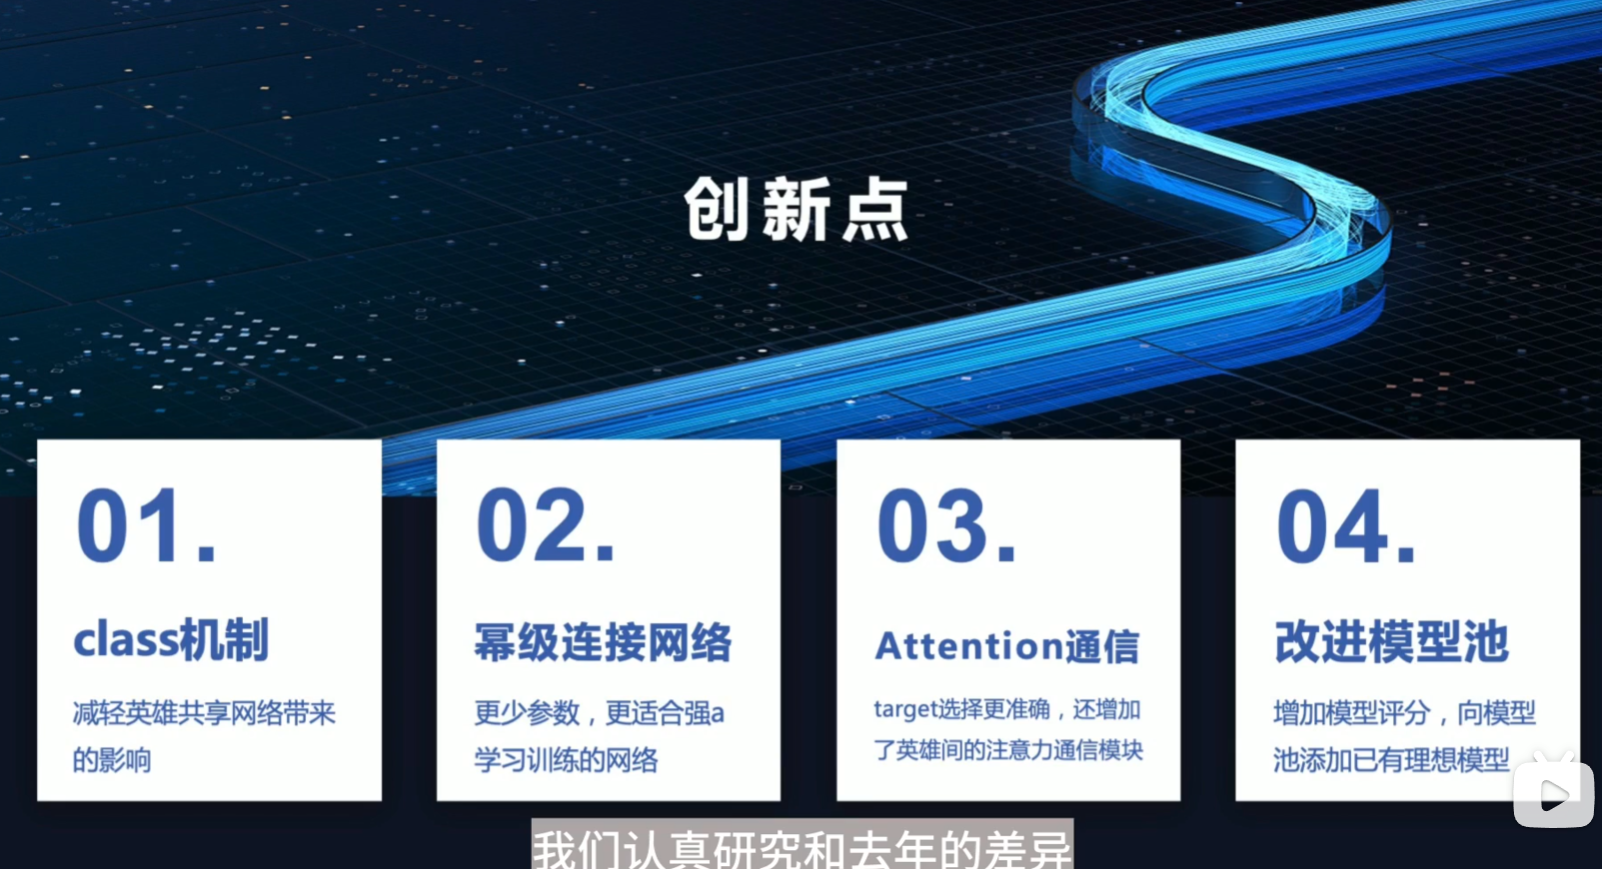 创新点
01.
class机制
减轻英雄共享网络带来
的影响
02.
幂级连接网络
更少参数，更适合强a
学习训练的网络
03.
Attention通信
target选择更准确，还增加
了英雄间的注意力通信模块
04.
改进模型池
增加模型评分，向模型
池添加已有理想模型
我们认真研究和去年的差异